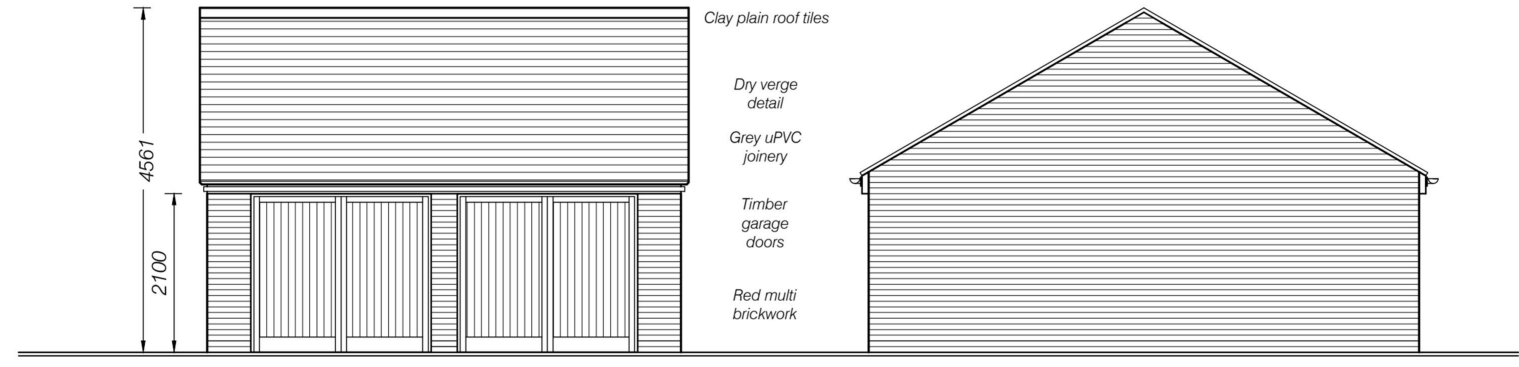 4561
2100
Clay plain roof tiles
Dry verge
detail
Grey uPVC
joinery
Timber
garage
doors
Red multi
brickwork